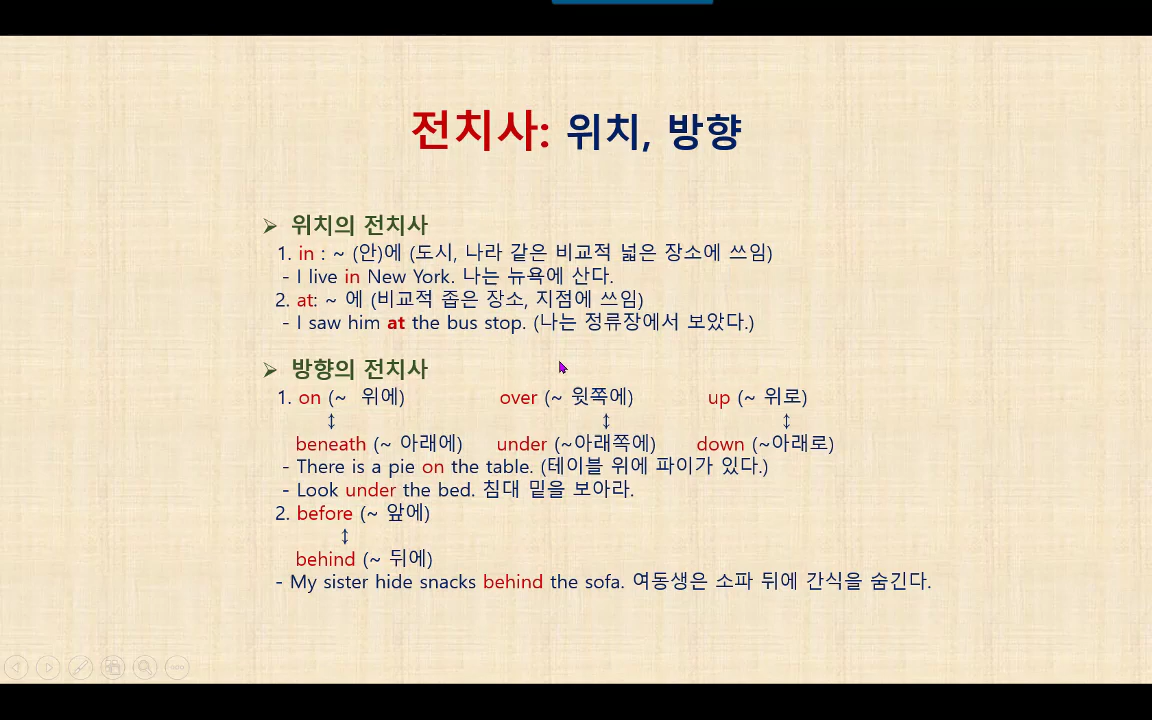 전치사: 위치, 방향
➢ 위치의 전치사
1. in : ~ (안)에 (도시, 나라 같은 비교적 넓은 장소에 쓰임)
- I live in New York. 나는 뉴욕에 산다.
2. at: ~ 에 (비교적 좁은 장소, 지점에 쓰임)
- I saw him at the bus stop. (나는 정류장에서 보았다.)
➢ 방향의 전치사
1. on (~ 위에) over (~ 윗쪽에) up (~ 위로)
↕ ↕ ↕
beneath (~ 아래에) under (~아래쪽에) down (~아래로)
- There is a pie on the table. (테이블 위에 파이가 있다.)
- Look under the bed. 침대 밑을 보아라.
2. before (~ 앞에)
↕
behind (~ 뒤에)
- My sister hide snacks behind the sofa. 여동생은 소파 뒤에 간식을 숨긴다.